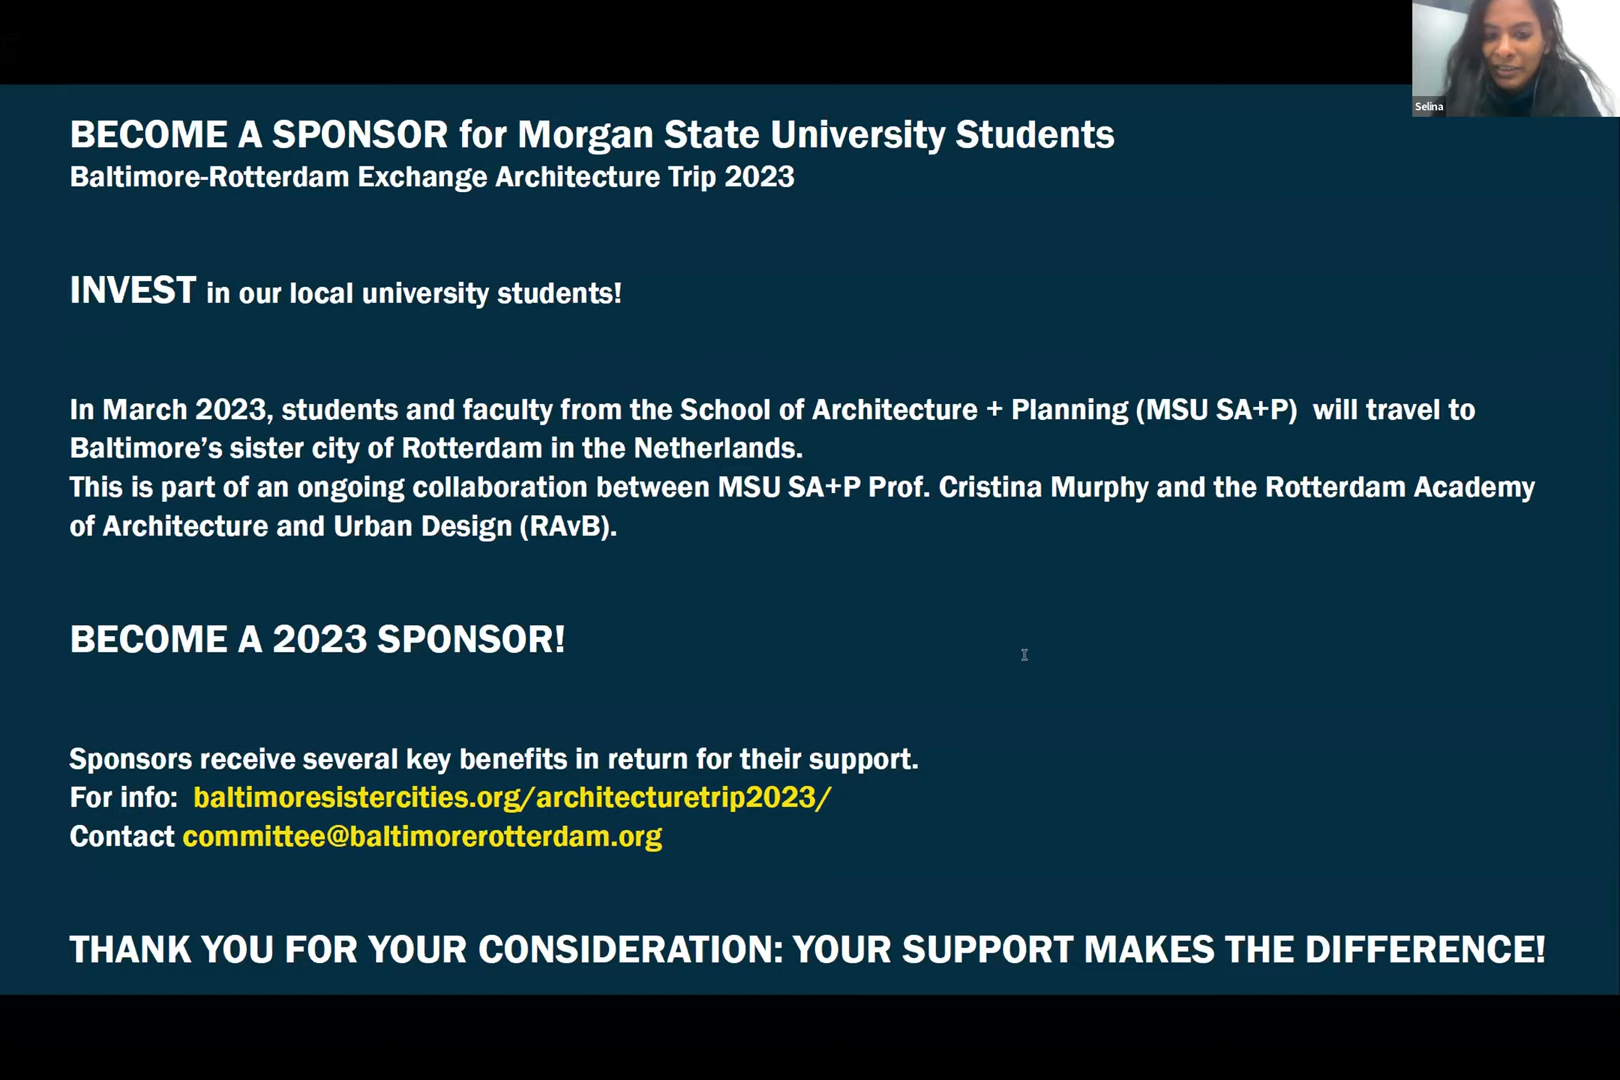 Selina
BECOME A SPONSOR for Morgan State University Students
Baltimore-Rotterdam Exchange Architecture Trip 2023
INVEST in our local university students!
In March 2023, students and faculty from the School of Architecture + Planning (MSU SA+P)  will travel to
Baltimore’s sister city of Rotterdam in the Netherlands.
This is part of an ongoing collaboration between MSU SA+P Prof. Cristina Murphy and the Rotterdam Academy
of Architecture and Urban Design (RAvB).
BECOME A 2023 SPONSOR!
Sponsors receive several key benefits in return for their support.
For info:  baltimoresistercities.org/architecturetrip2023/
Contact committee@baltimorerotterdam.org
THANK YOU FOR YOUR CONSIDERATION: YOUR SUPPORT MAKES THE DIFFERENCE!